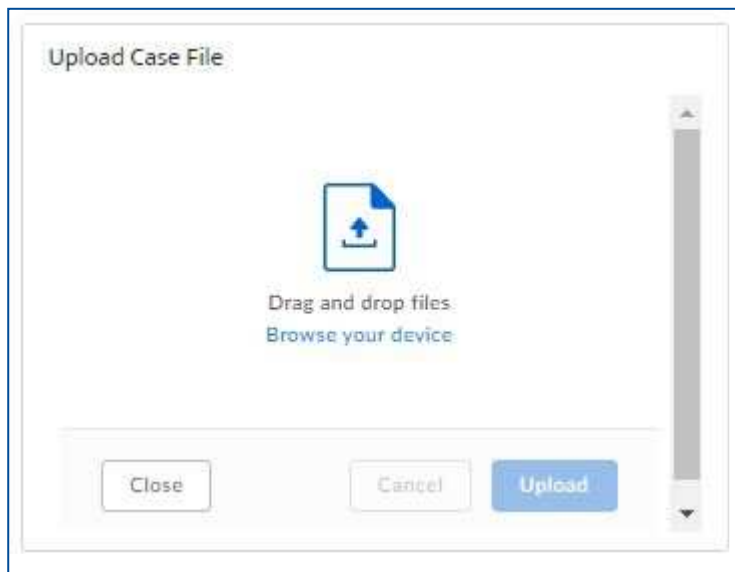 Upload Case File
Drag and drop files
Browse your device
Close
Cancel
Upload